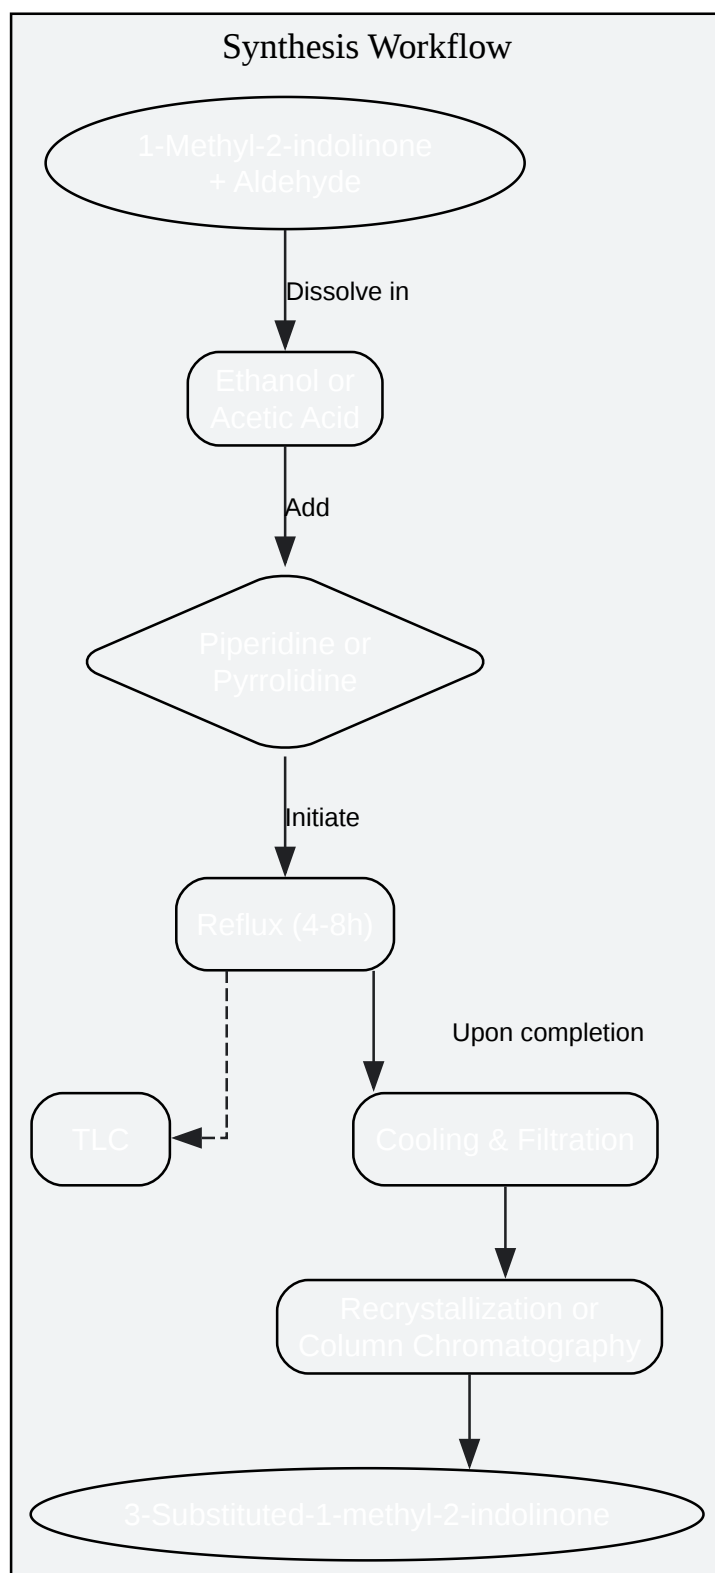 Synthesis Workflow
1-Methyl-2-indolinone
+ Aldehyde
Dissolve in
Ethanol or
Acetic Acid
Add
Piperidine or
Pyrrolidine
Initiate
Reflux (4-8h)
Upon completion
TLC
Cooling & Filtration
Recrystallization or
Column Chromatography
3-Substituted-1-methyl-2-indolinone